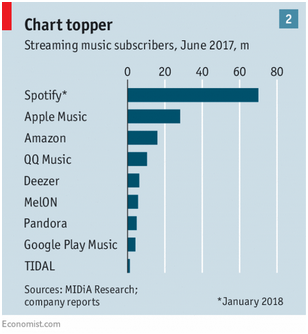 Chart topper
2
Streaming music subscribers, June 2017, m
0 20 40 60 80
Spotify*
Apple Music
Amazon
QQ Music
Deezer
MelON
Pandora
Google Play Music
TIDAL
Sources: MIDiA Research;
company reports
*January 2018
Economist.com